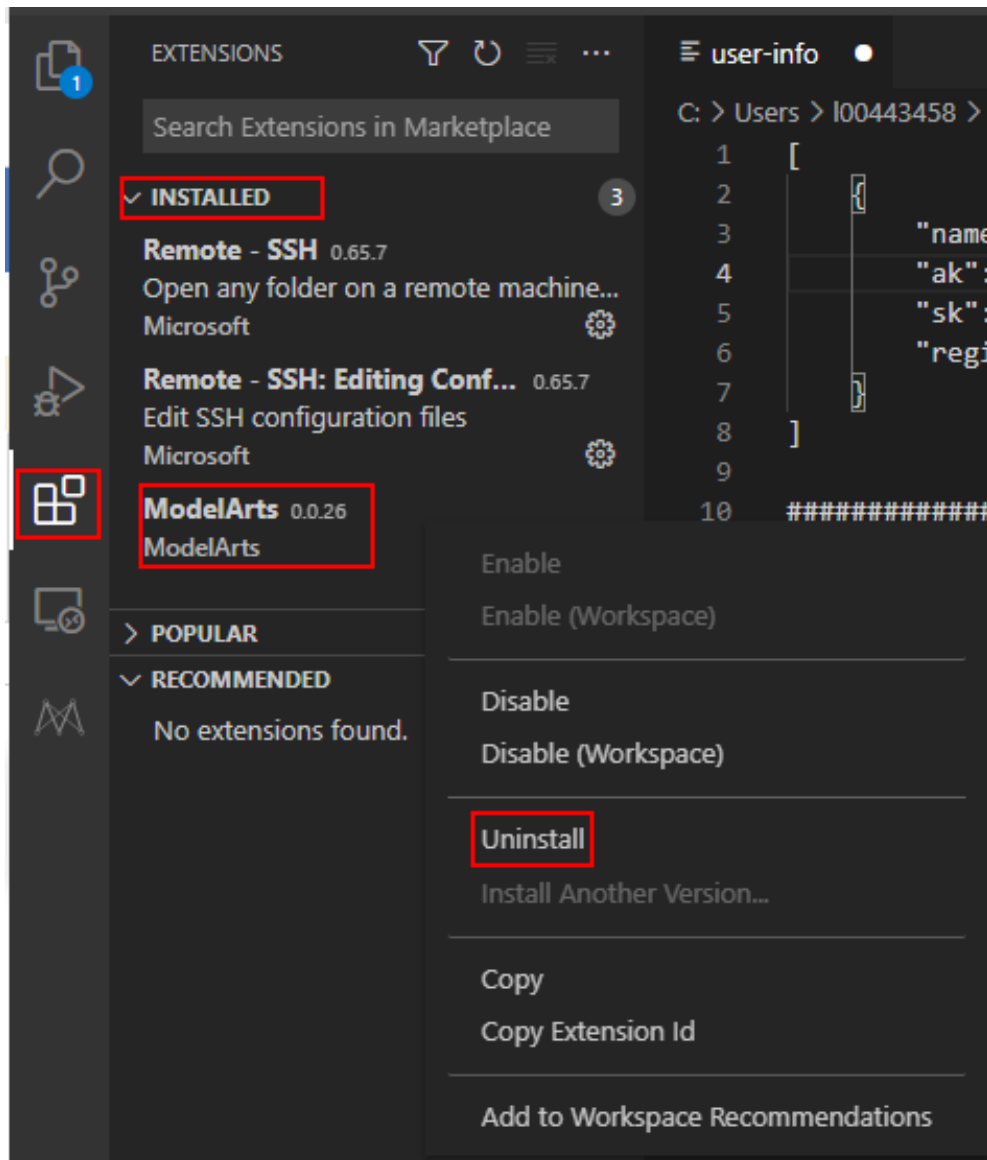 EXTENSIONS
Search Extensions in Marketplace
INSTALLED
3
Remote - SSH 0.65.7
Open any folder on a remote machine...
Microsoft
Remote - SSH: Editing Conf... 0.65.7
Edit SSH configuration files
Microsoft
ModelArts 0.0.26
ModelArts
POPULAR
RECOMMENDED
No extensions found.
1
user-info
C: > Users > l00443458 >
1 [
2 {
3 "name
4 "ak":
5 "sk":
6 "regi
7 }
8 ]
9
10 #############
Enable
Enable (Workspace)
Disable
Disable (Workspace)
Uninstall
Install Another Version...
Copy
Copy Extension Id
Add to Workspace Recommendations